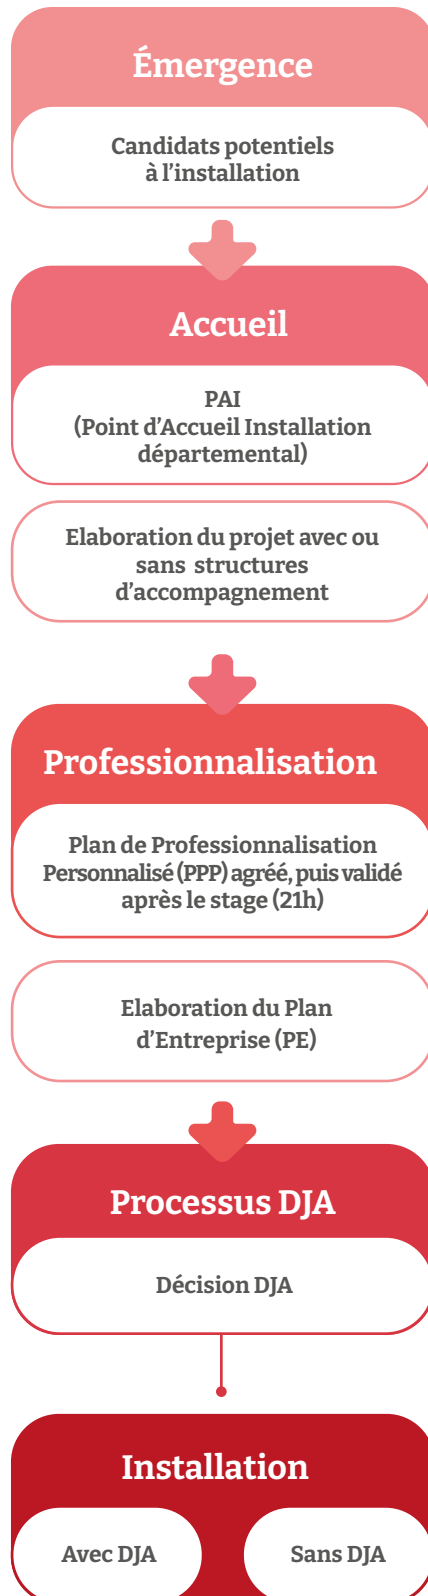 Émergence
Candidats potentiels
à l’installation
Accueil
PAI
(Point d’Accueil Installation
départemental)
Elaboration du projet avec ou
sans structures
d’accompagnement
Professionnalisation
Plan de Professionnalisation
Personnalisé (PPP) agréé, puis validé
après le stage (21h)
Elaboration du Plan
d’Entreprise (PE)
Processus DJA
Décision DJA
Installation
Avec DJA
Sans DJA